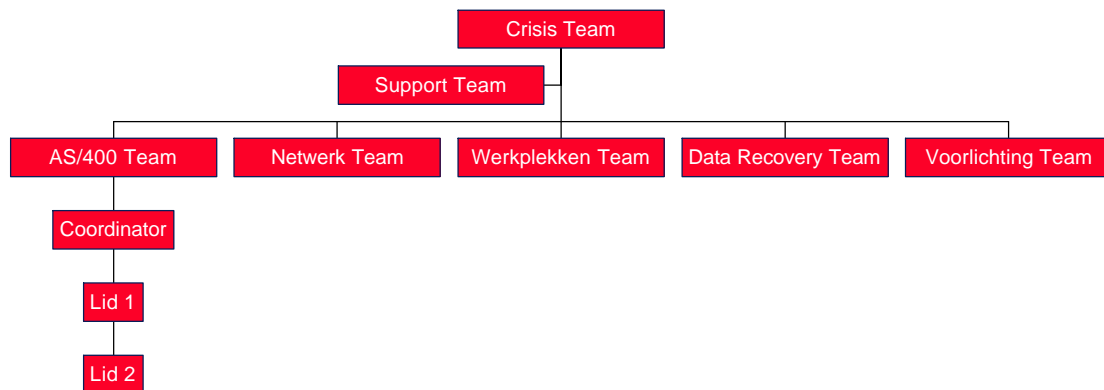 Crisis Team
Support Team
AS/400 Team
Netwerk Team
Werkplekken Team
Data Recovery Team
Voorlichting Team
Coordinator
Lid 1
Lid 2